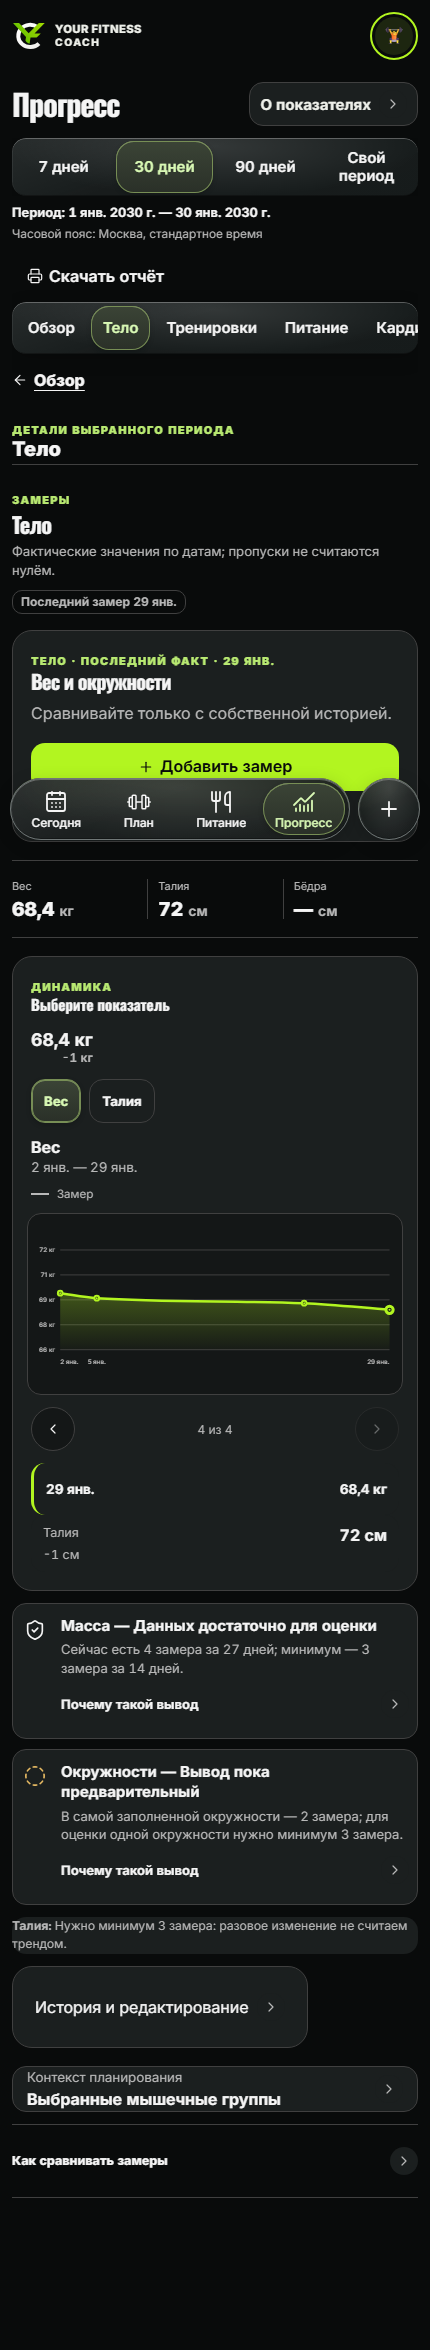 YOUR FITNESS
COACH
Прогресс
О показателях
7 дней
30 дней
90 дней
Свой
период
Период: 1 янв. 2030 г. — 30 янв. 2030 г.
Часовой пояс: Москва, стандартное время
Скачать отчёт
Обзор
Тело
Тренировки
Питание
Карди
Обзор
ДЕТАЛИ ВЫБРАННОГО ПЕРИОДА
Тело
ЗАМЕРЫ
Тело
Фактические значения по датам; пропуски не считаются
нулём.
Последний замер 29 янв.
ТЕЛО · ПОСЛЕДНИЙ ФАКТ · 29 ЯНВ.
Вес и окружности
Сравнивайте только с собственной историей.
+ Добавить замер
Сегодня
План
Питание
Прогресс
Вес
68,4 кг
Талия
72 см
Бёдра
— см
ДИНАМИКА
Выберите показатель
68,4 кг
-1 кг
Вес
Талия
Вес
2 янв. — 29 янв.
Замер
72 кг
71 кг
69 кг
68 кг
66 кг
2 янв.
5 янв.
29 янв.
4 из 4
29 янв.
68,4 кг
Талия
72 см
-1 см
Масса — Данных достаточно для оценки
Сейчас есть 4 замера за 27 дней; минимум — 3
замера за 14 дней.
Почему такой вывод
Окружности — Вывод пока
предварительный
В самой заполненной окружности — 2 замера; для
оценки одной окружности нужно минимум 3 замера.
Почему такой вывод
Талия: Нужно минимум 3 замера: разовое изменение не считаем
трендом.
История и редактирование
Контекст планирования
Выбранные мышечные группы
Как сравнивать замеры